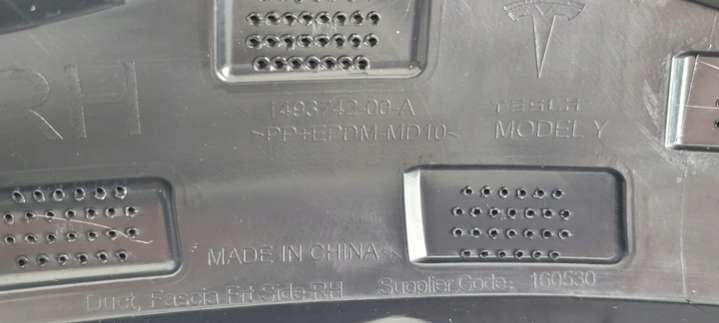 RH
1493742-00-A
>PP+EPDM-MD10<
TESLA
MODEL Y
MADE IN CHINA
Duct, Fascia Frt Side-RH Supplier Code: 160530